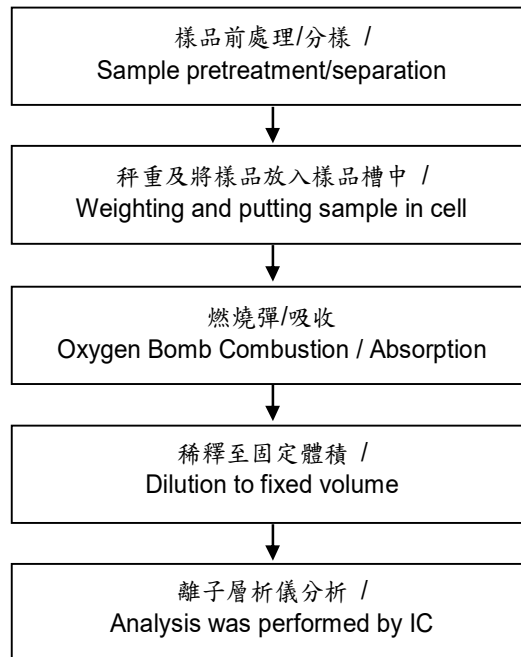 樣品前處理/分樣 /
Sample pretreatment/separation
秤重及將樣品放入樣品槽中 /
Weighting and putting sample in cell
燃燒彈/吸收
Oxygen Bomb Combustion / Absorption
稀釋至固定體積 /
Dilution to fixed volume
離子層析儀分析 /
Analysis was performed by IC